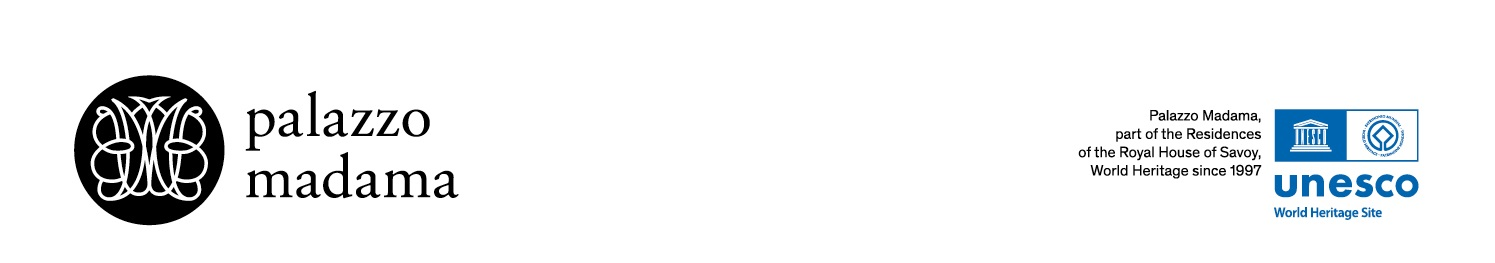 palazzo
madama
Palazzo Madama,
part of the Residences
of the Royal House of Savoy,
World Heritage since 1997
unesco
World Heritage Site